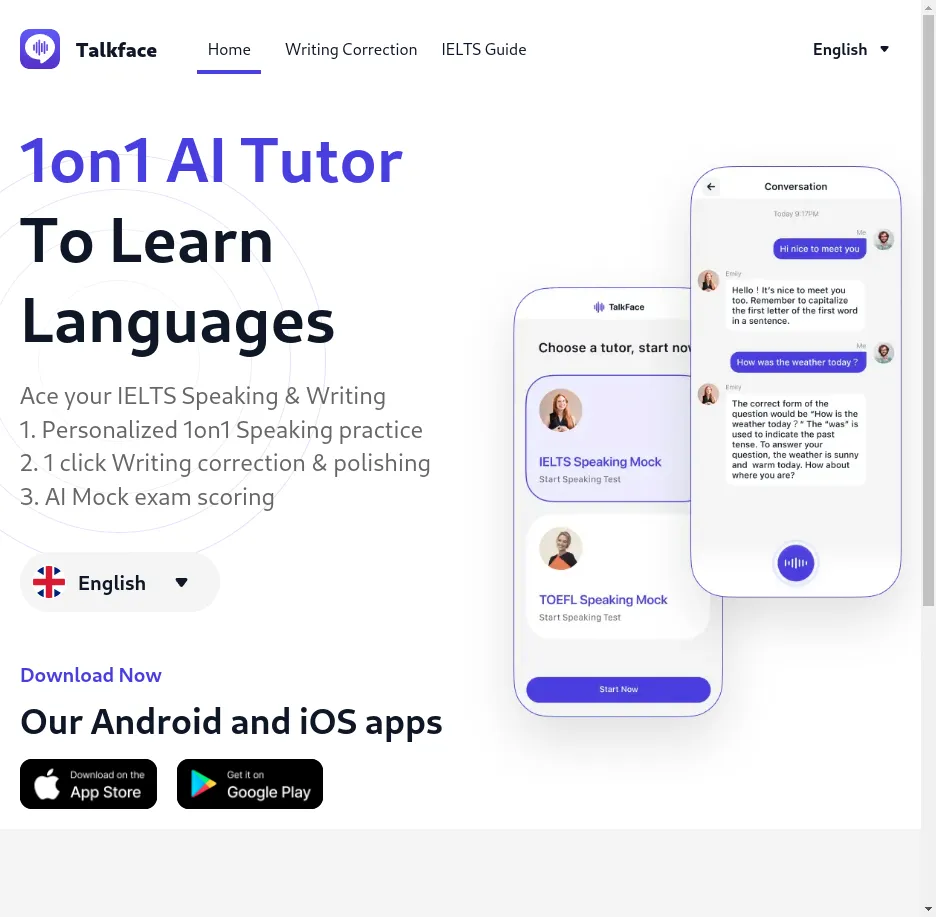 Talkface
Home
Writing Correction
IELTS Guide
English
1on1 AI Tutor
To Learn
Languages
Ace your IELTS Speaking & Writing
1. Personalized 1on1 Speaking practice
2. 1 click Writing correction & polishing
3. AI Mock exam scoring
English
Download Now
Our Android and iOS apps
Download on the
App Store
Get it on
Google Play
TalkFace
Choose a tutor, start now
IELTS Speaking Mock
Start Speaking Test
TOEFL Speaking Mock
Start Speaking Test
Start Now
Conversation
Today 9:17PM
Me
Hi nice to meet you
Emily
Hello ! It's nice to meet you
too. Remember to capitalize
the first letter of the first word
in a sentence.
Me
How was the weather today ?
Emily
The correct form of the
question would be "How is the
weather today ? " The "was" is
used to indicate the past
tense. To answer your
question, the weather is sunny
and warm today. How about
where you are?